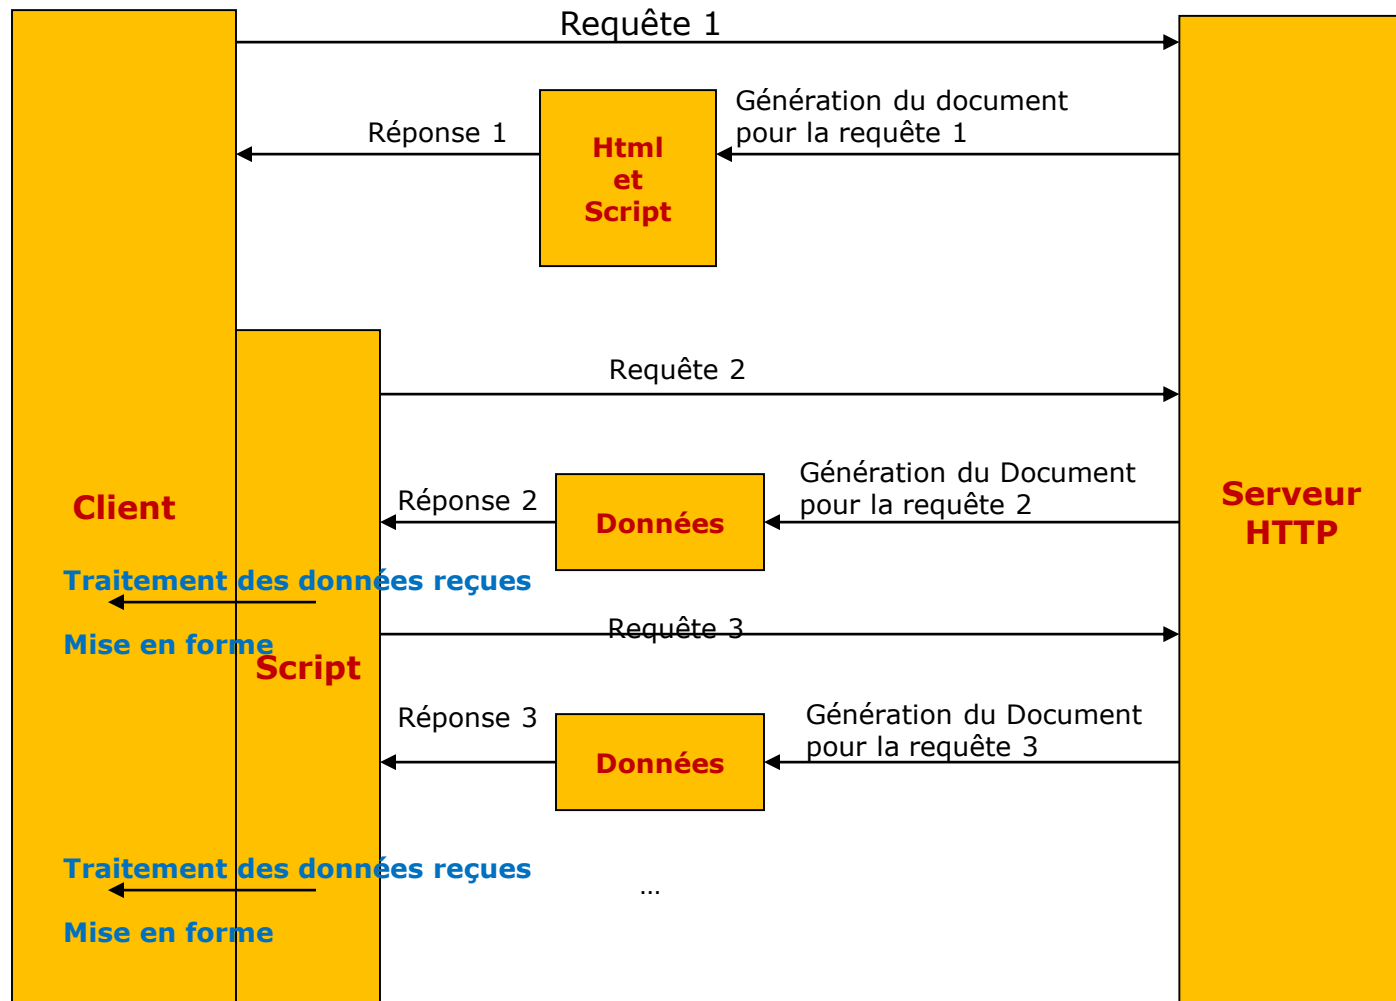 Requête 1
Génération du document
pour la requête 1
Réponse 1
Html
et
Script
Requête 2
Génération du Document
pour la requête 2
Réponse 2
Données
Client
Serveur
HTTP
Traitement des données reçues
Mise en forme
Requête 3
Script
Génération du Document
pour la requête 3
Réponse 3
Données
Traitement des données reçues
...
Mise en forme